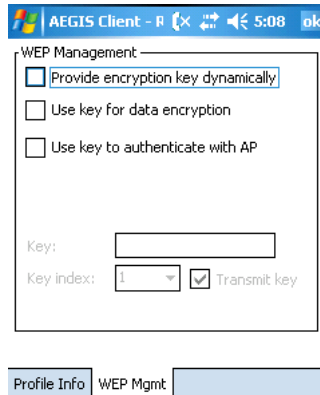 AEGIS Client - R 5:08 ok
WEP Management
Provide encryption key dynamically
Use key for data encryption
Use key to authenticate with AP
Key:
Key index: 1 Transmit key
Profile Info WEP Mgmt